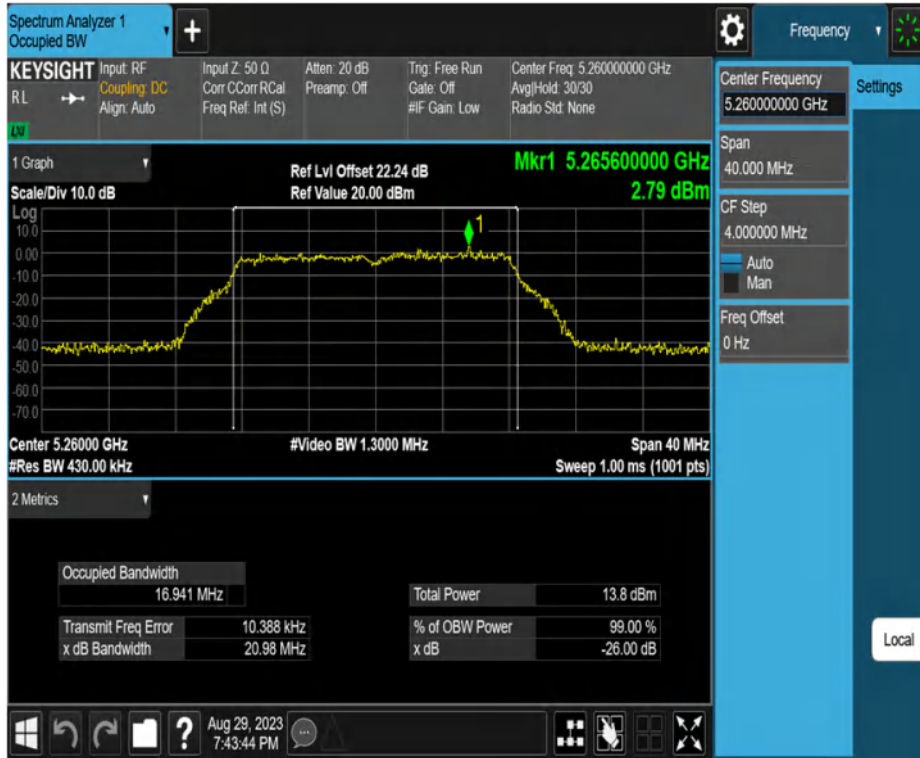 Spectrum Analyzer 1
Occupied BW
+
Frequency
KEYSIGHT
R L
LXI
Input: RF
Coupling: DC
Align: Auto
Input Z: 50 Ω
Corr CCorr RCal
Freq Ref: Int (S)
Atten: 20 dB
Preamp: Off
Trig: Free Run
Gate: Off
#IF Gain: Low
Center Freq: 5.260000000 GHz
Avg|Hold: 30/30
Radio Std: None
Center Frequency
5.260000000 GHz
Settings
Span
40.000 MHz
CF Step
4.000000 MHz
Auto
Man
Freq Offset
0 Hz
Local
1 Graph
Scale/Div 10.0 dB
Ref Lvl Offset 22.24 dB
Ref Value 20.00 dBm
Mkr1 5.265600000 GHz
2.79 dBm
Log
10.0
0.00
-10.0
-20.0
-30.0
-40.0
-50.0
-60.0
-70.0
1
Center 5.26000 GHz
#Video BW 1.3000 MHz
Span 40 MHz
#Res BW 430.00 kHz
Sweep 1.00 ms (1001 pts)
2 Metrics
Occupied Bandwidth
16.941 MHz
Total Power 13.8 dBm
Transmit Freq Error 10.388 kHz
% of OBW Power 99.00 %
x dB Bandwidth 20.98 MHz
x dB -26.00 dB
?
Aug 29, 2023
7:43:44 PM